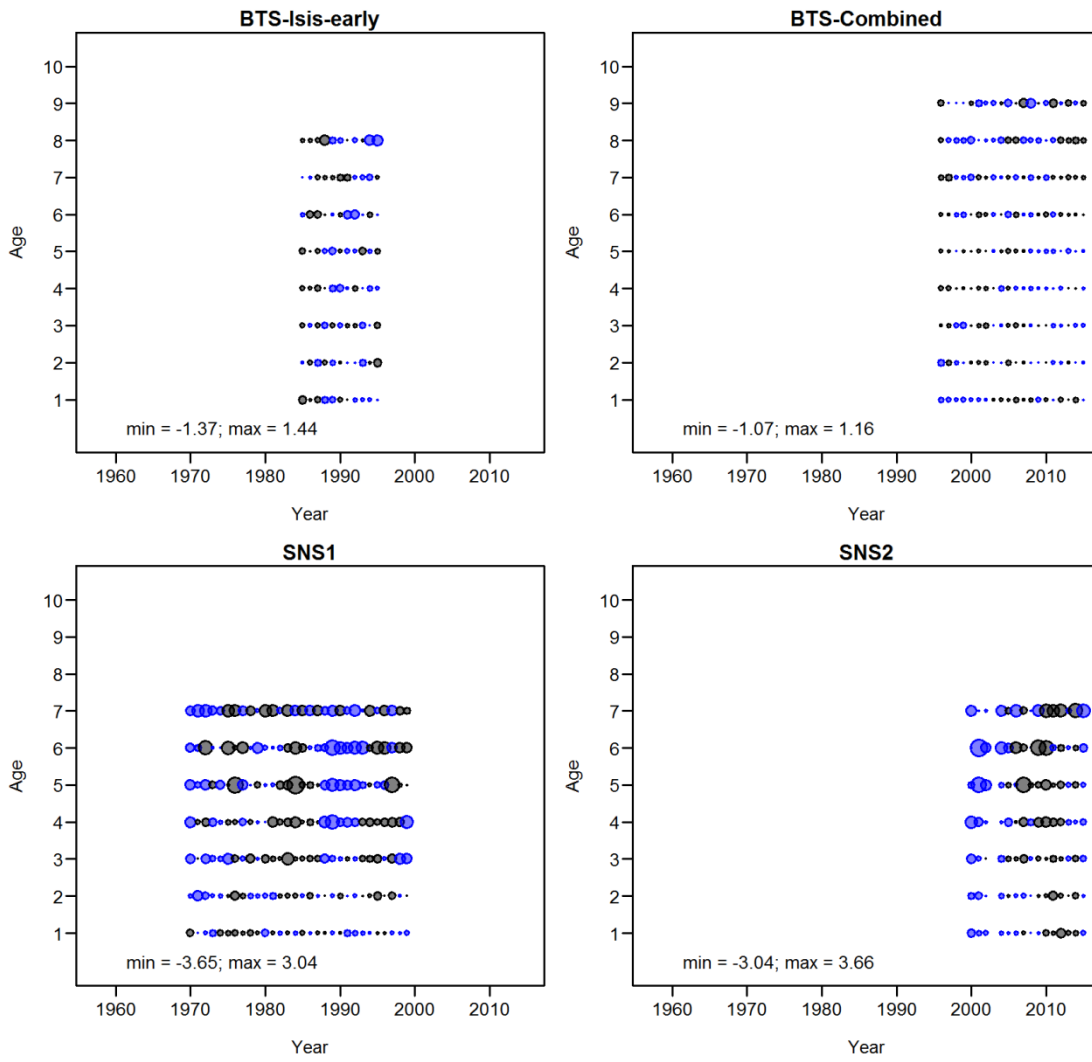 BTS-Isis-early
Age
10
9
8
7
6
5
4
3
2
1
min = -1.37; max = 1.44
1960 1970 1980 1990 2000 2010
Year
BTS-Combined
Age
10
9
8
7
6
5
4
3
2
1
min = -1.07; max = 1.16
1960 1970 1980 1990 2000 2010
Year
SNS1
Age
10
9
8
7
6
5
4
3
2
1
min = -3.65; max = 3.04
1960 1970 1980 1990 2000 2010
Year
SNS2
Age
10
9
8
7
6
5
4
3
2
1
min = -3.04; max = 3.66
1960 1970 1980 1990 2000 2010
Year